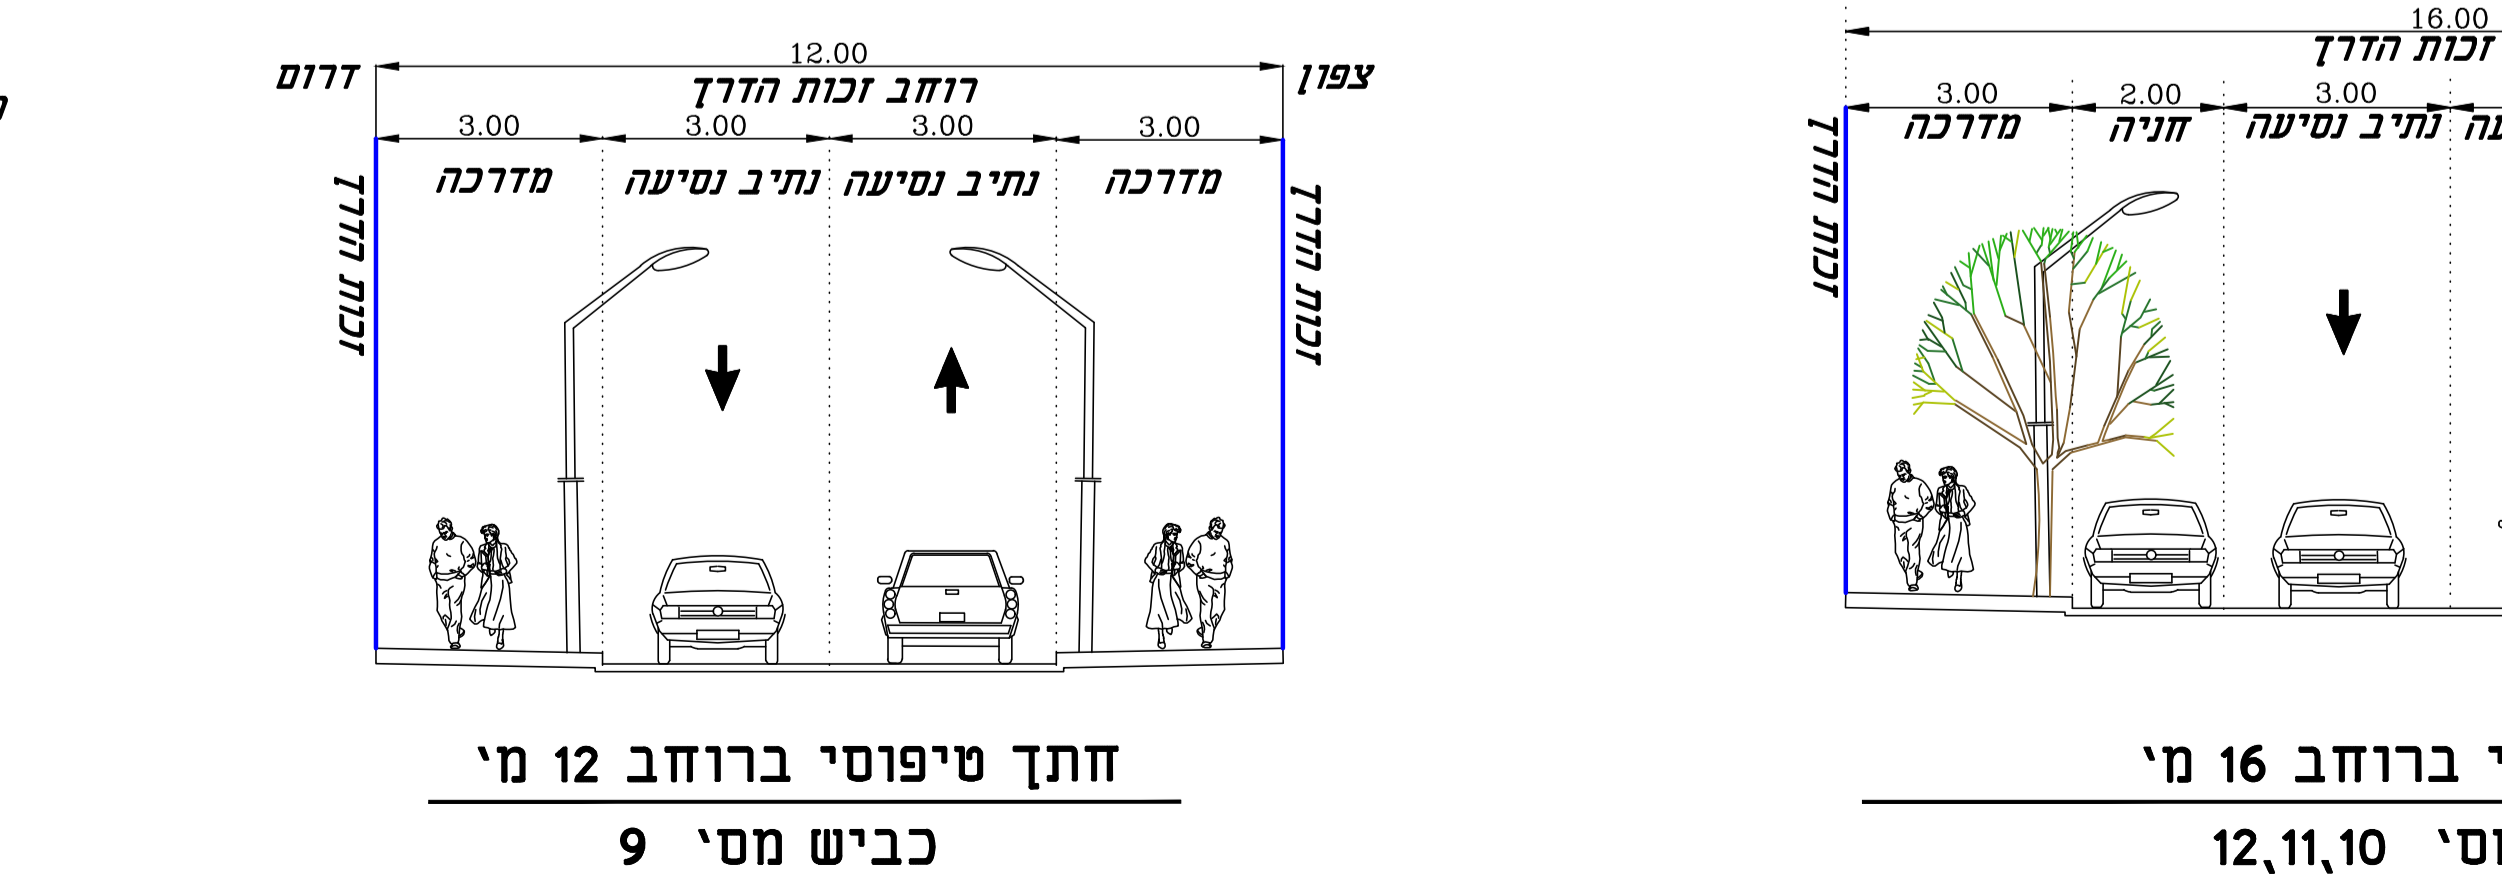 12.00
דרום
רוחב זכות הדרך
צפון
3.00 3.00 3.00 3.00
מדרכה נתיב נסיעה נתיב נסיעה מדרכה
זכות הדרך
זכות הדרך
חתך טיפוסי ברוחב 12 מ'
כביש מס' 9
16.00
זכות הדרך
3.00 2.00 3.00
מדרכה חניה נתיב נסיעה
זכות הדרך
ברוחב 16 מ'
12,11,10